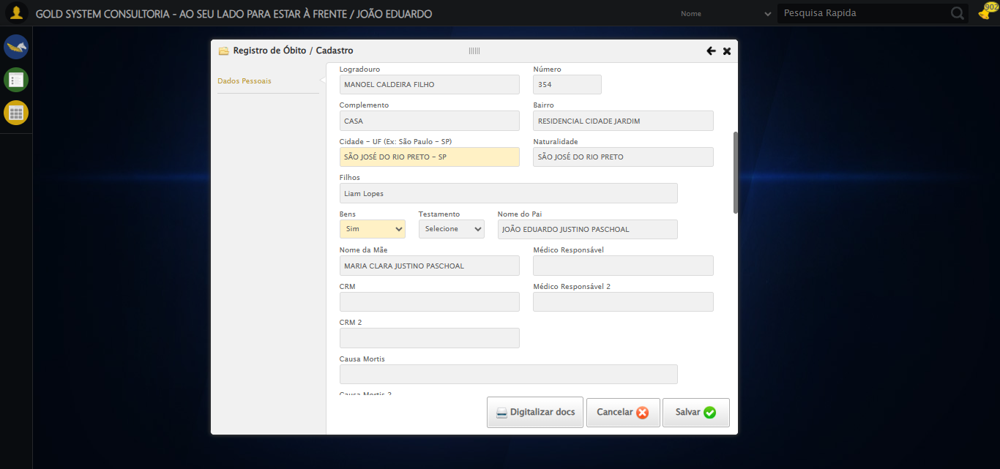 GOLD SYSTEM CONSULTORIA - AO SEU LADO PARA ESTAR À FRENTE / JOÃO EDUARDO
Nome
Pesquisa Rapida
902
Registro de Óbito / Cadastro
Dados Pessoais
Logradouro Número
MANOEL CALDEIRA FILHO 354
Complemento Bairro
CASA RESIDENCIAL CIDADE JARDIM
Cidade - UF (Ex: São Paulo - SP) Naturalidade
SÃO JOSÉ DO RIO PRETO - SP SÃO JOSÉ DO RIO PRETO
Filhos
Liam Lopes
Bens Testamento Nome do Pai
Sim Selecione JOÃO EDUARDO JUSTINO PASCHOAL
Nome da Mãe Médico Responsável
MARIA CLARA JUSTINO PASCHOAL
CRM Médico Responsável 2
CRM 2
Causa Mortis
Causa Mortis 2
Digitalizar docs Cancelar Salvar